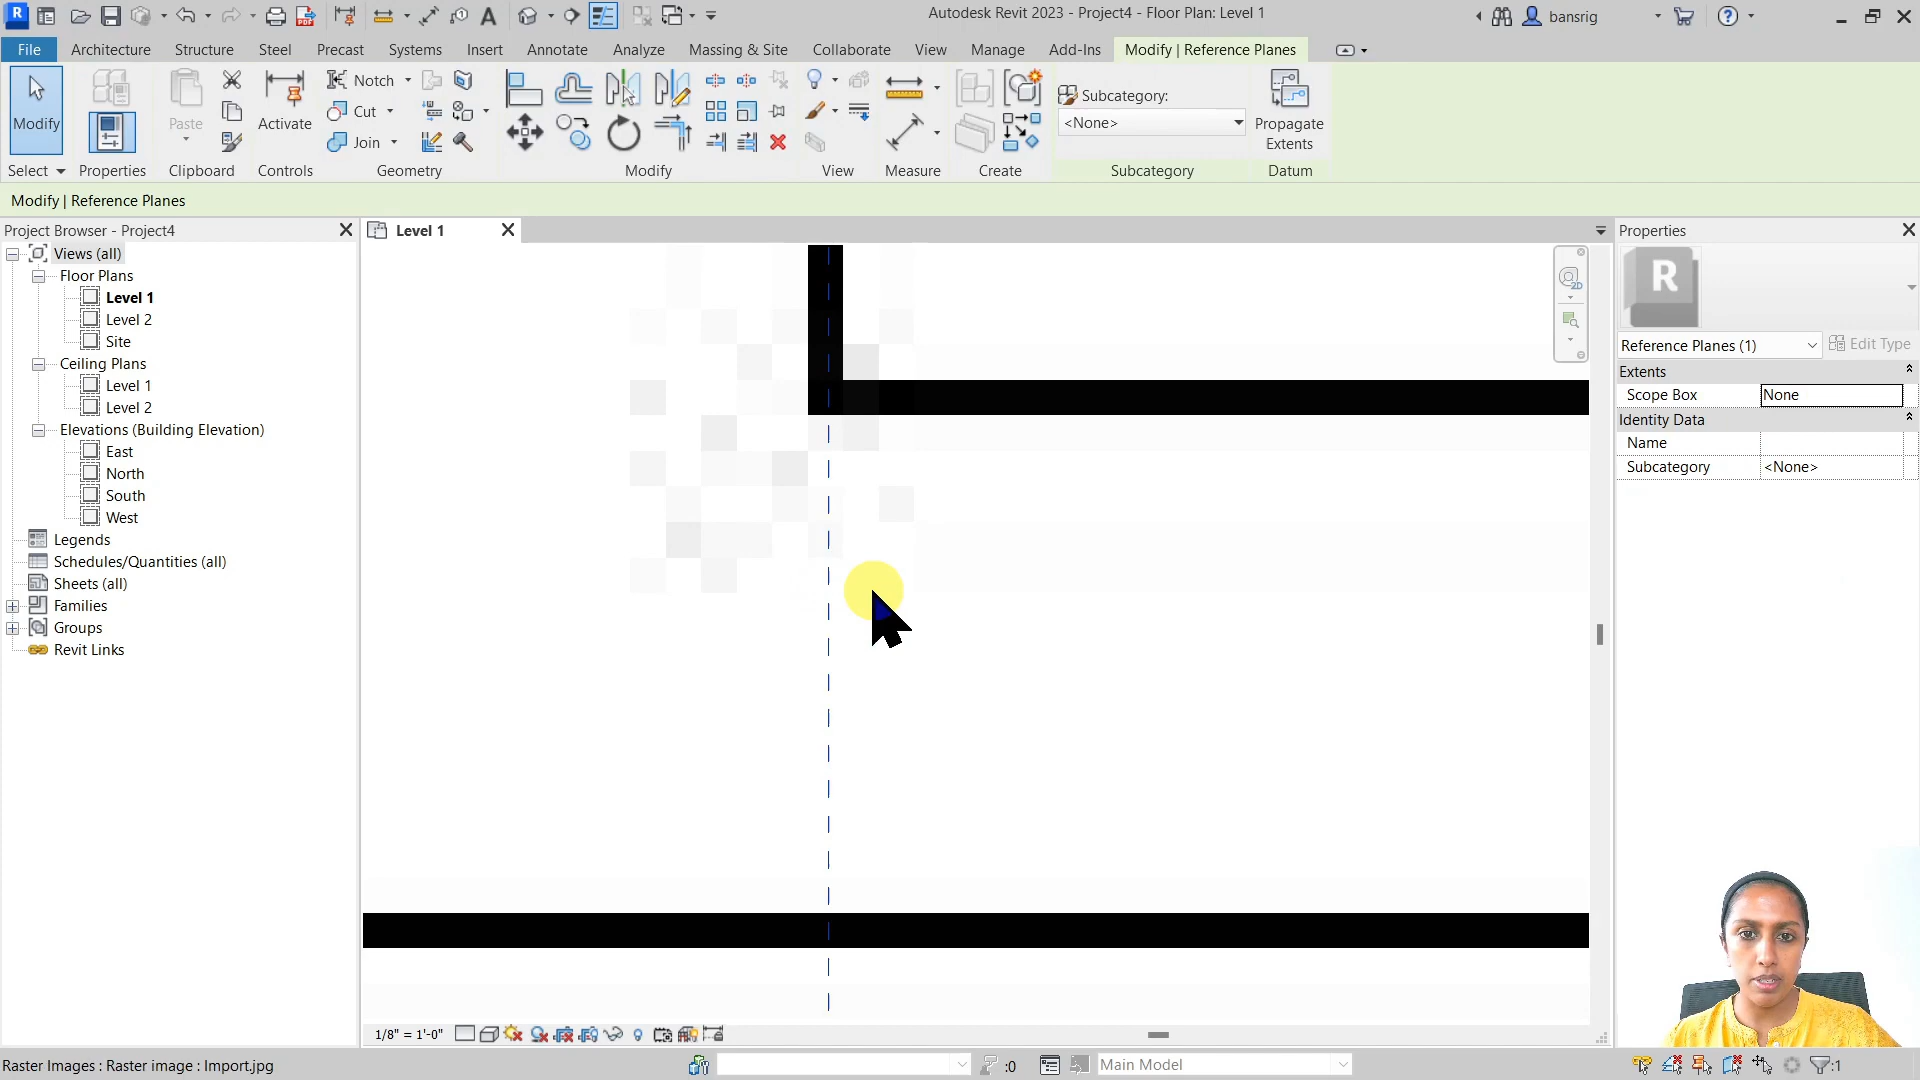 Autodesk Revit 2023 - Project4 - Floor Plan: Level 1
bansrig
File Architecture Structure Steel Precast Systems Insert Annotate Analyze Massing & Site Collaborate View Manage Add-Ins Modify | Reference Planes
Modify
Paste
Activate
Notch
Cut
Join
Subcategory:
<None>
Propagate
Extents
Select Properties Clipboard Controls Geometry Modify View Measure Create Subcategory Datum
Modify | Reference Planes
Project Browser - Project4
Views (all)
Floor Plans
Level 1
Level 2
Site
Ceiling Plans
Level 1
Level 2
Elevations (Building Elevation)
East
North
South
West
Legends
Schedules/Quantities (all)
Sheets (all)
Families
Groups
Revit Links
Level 1
2D
Properties
R
Reference Planes (1)
Edit Type
Extents
Scope Box None
Identity Data
Name
Subcategory <None>
1/8" = 1'-0"
Raster Images : Raster image : Import.jpg
:0
Main Model
:1